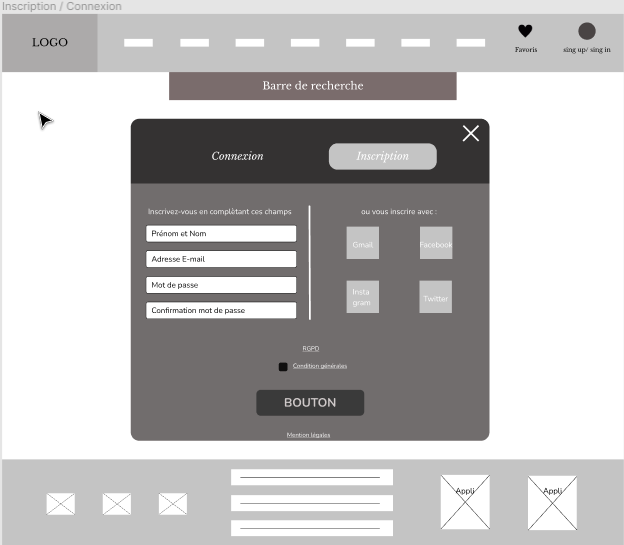 Inscription / Connexion
LOGO
Favoris
sing up/ sing in
Barre de recherche
Connexion
Inscription
Inscrivez-vous en complètant ces champs
Prénom et Nom
Adresse E-mail
Mot de passe
Confirmation mot de passe
ou vous inscrire avec :
Gmail
Facebook
Insta
gram
Twitter
RGPD
Condition générales
BOUTON
Mention légales
Appli
Appli